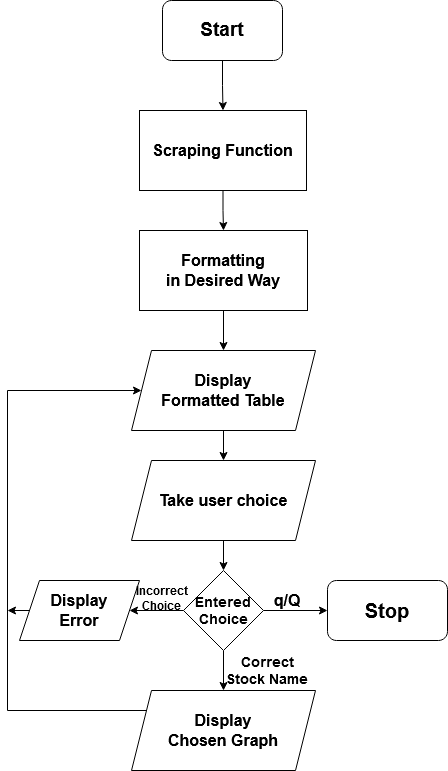 Start
Scraping Function
Formatting
in Desired Way
Display
Formatted Table
Take user choice
Display
Error
Incorrect
Choice
Entered
Choice
q/Q
Stop
Correct
Stock Name
Display
Chosen Graph